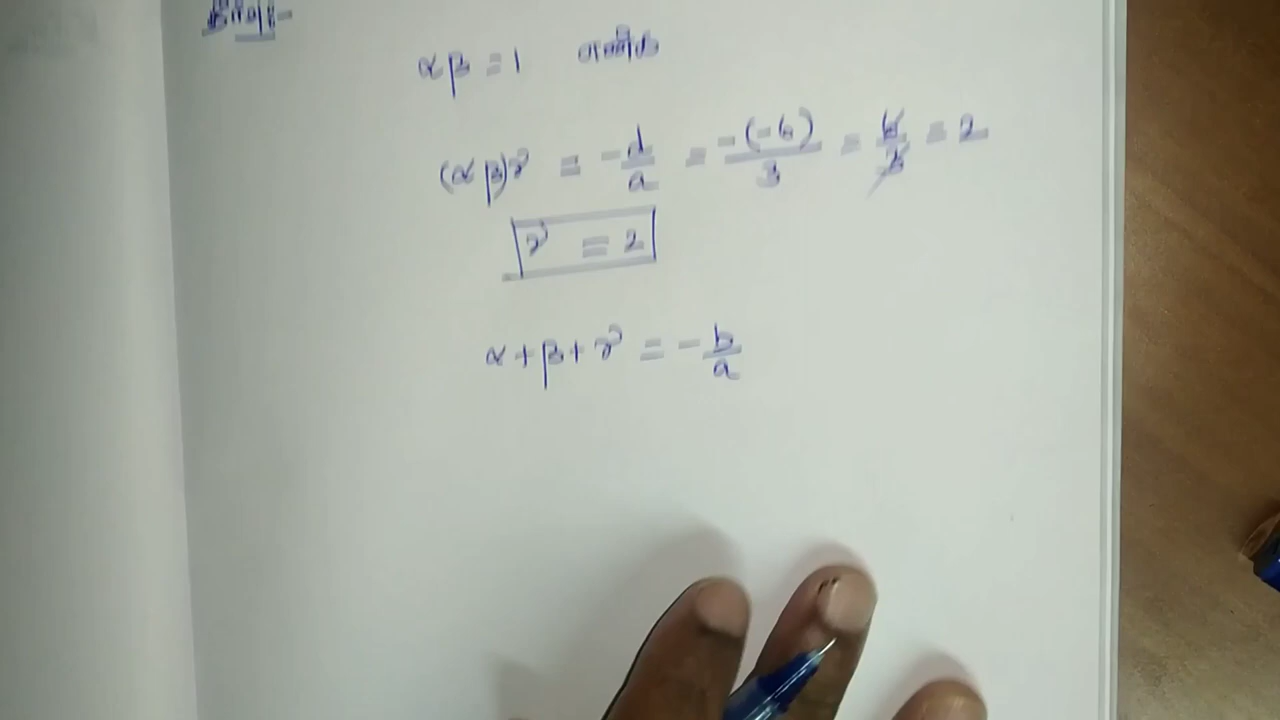 தீர்வு:-
αβ = 1 எனில்
(αβ)γ = -d/a = -(-6)/3 = 6/3 = 2
γ = 2
α+β+γ = -b/a